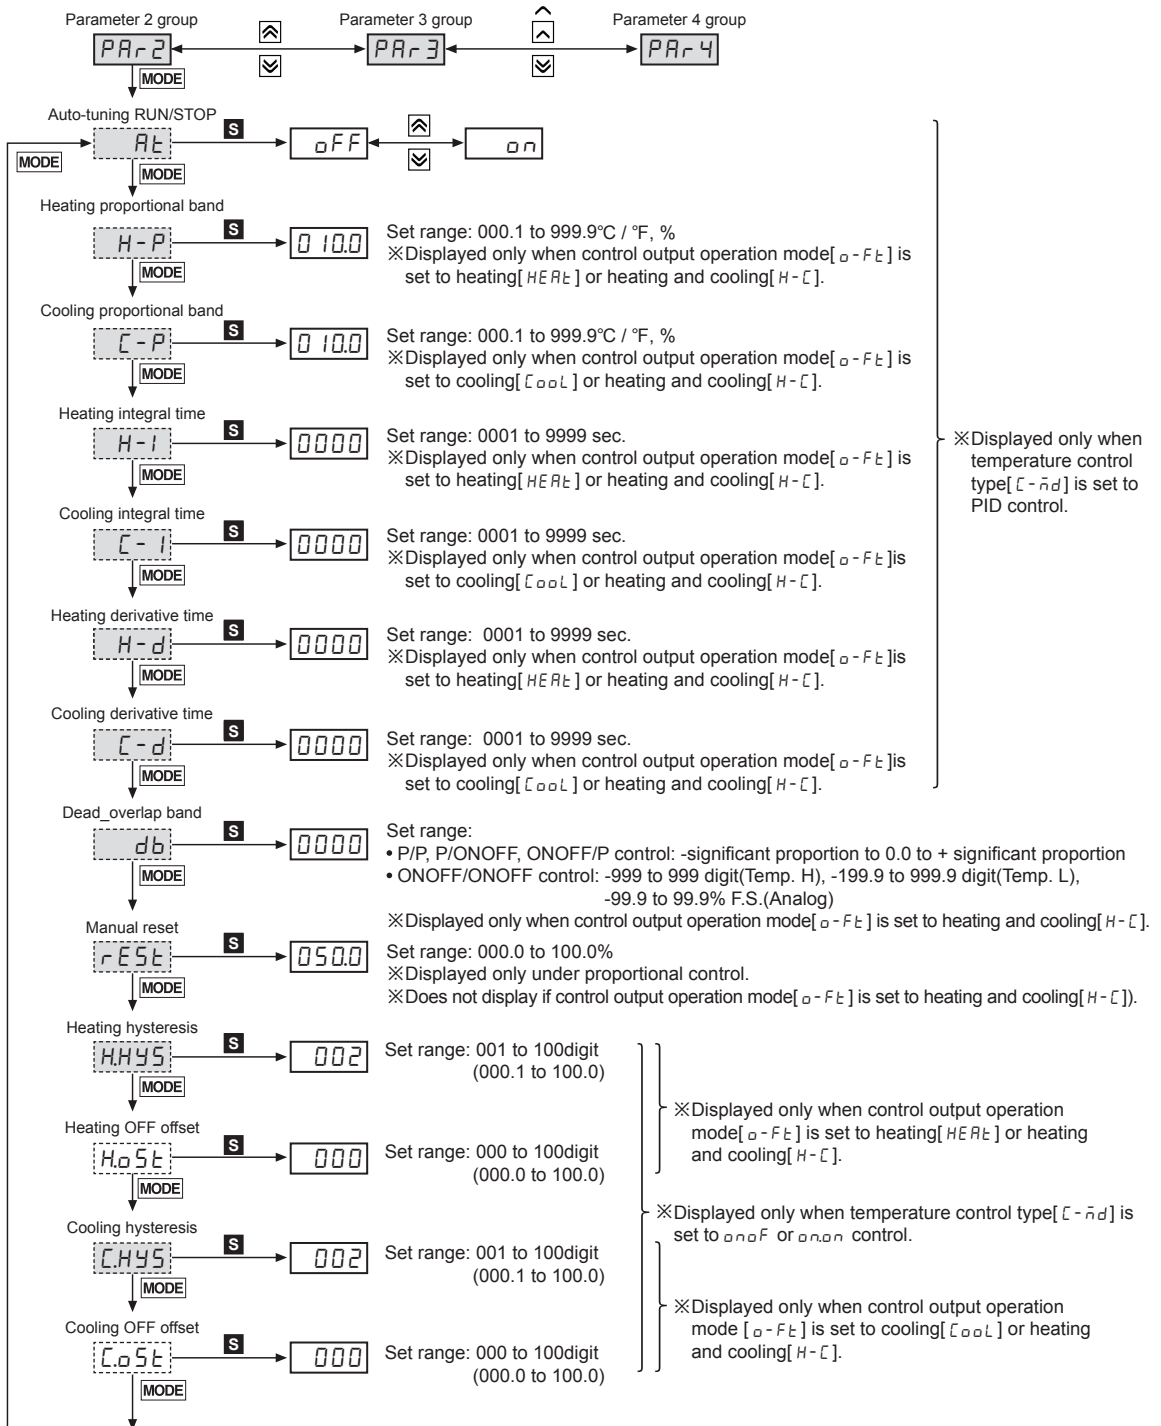 Parameter 2 group Parameter 3 group Parameter 4 group
PAr2 PAr3 PAr4
MODE
Auto-tuning RUN/STOP
At S oFF on
MODE
MODE
Heating proportional band
H-P S 010.0 Set range: 000.1 to 999.9°C / °F, %
※Displayed only when control output operation mode[ o-Ft ] is
MODE
set to heating[ HEAt ] or heating and cooling[ H-C ].
Cooling proportional band
C-P S 010.0 Set range: 000.1 to 999.9°C / °F, %
※Displayed only when control output operation mode[ o-Ft ] is
MODE
set to cooling[ CooL ] or heating and cooling[ H-C ].
Heating integral time
H-I S 0000 Set range: 0001 to 9999 sec.
※Displayed only when control output operation mode[ o-Ft ] is
MODE
set to heating[ HEAt ] or heating and cooling[ H-C ].
※Displayed only when
temperature control
type[ C-ñd ] is set to
PID control.
Cooling integral time
C-I S 0000 Set range: 0001 to 9999 sec.
※Displayed only when control output operation mode[ o-Ft ]is
MODE
set to cooling[ CooL ] or heating and cooling[ H-C ].
Heating derivative time
H-d S 0000 Set range: 0001 to 9999 sec.
※Displayed only when control output operation mode[ o-Ft ]is
MODE
set to heating[ HEAt ] or heating and cooling[ H-C ].
Cooling derivative time
C-d S 0000 Set range: 0001 to 9999 sec.
※Displayed only when control output operation mode[ o-Ft ]is
MODE
set to cooling[ CooL ] or heating and cooling[ H-C ].
Dead_overlap band
db S 0000 Set range:
• P/P, P/ONOFF, ONOFF/P control: -significant proportion to 0.0 to + significant proportion
MODE
• ONOFF/ONOFF control: -999 to 999 digit(Temp. H), -199.9 to 999.9 digit(Temp. L),
-99.9 to 99.9% F.S.(Analog)
※Displayed only when control output operation mode[ o-Ft ] is set to heating and cooling[ H-C ].
Manual reset
rESt S 050.0 Set range: 000.0 to 100.0%
※Displayed only under proportional control.
MODE
※Does not display if control output operation mode[ o-Ft ] is set to heating and cooling[ H-C ]).
Heating hysteresis
H.HYS S 002 Set range: 001 to 100digit
(000.1 to 100.0)
MODE
Heating OFF offset
H.oSt S 000 Set range: 000 to 100digit
(000.0 to 100.0)
MODE
※Displayed only when control output operation
mode[ o-Ft ] is set to heating[ HEAt ] or heating
and cooling[ H-C ].
※Displayed only when temperature control type[ C-ñd ] is
set to onoF or on.on control.
Cooling hysteresis
C.HYS S 002 Set range: 001 to 100digit
(000.1 to 100.0)
MODE
Cooling OFF offset
C.oSt S 000 Set range: 000 to 100digit
(000.0 to 100.0)
MODE
※Displayed only when control output operation
mode [ o-Ft ] is set to cooling[ CooL ] or heating
and cooling[ H-C ].